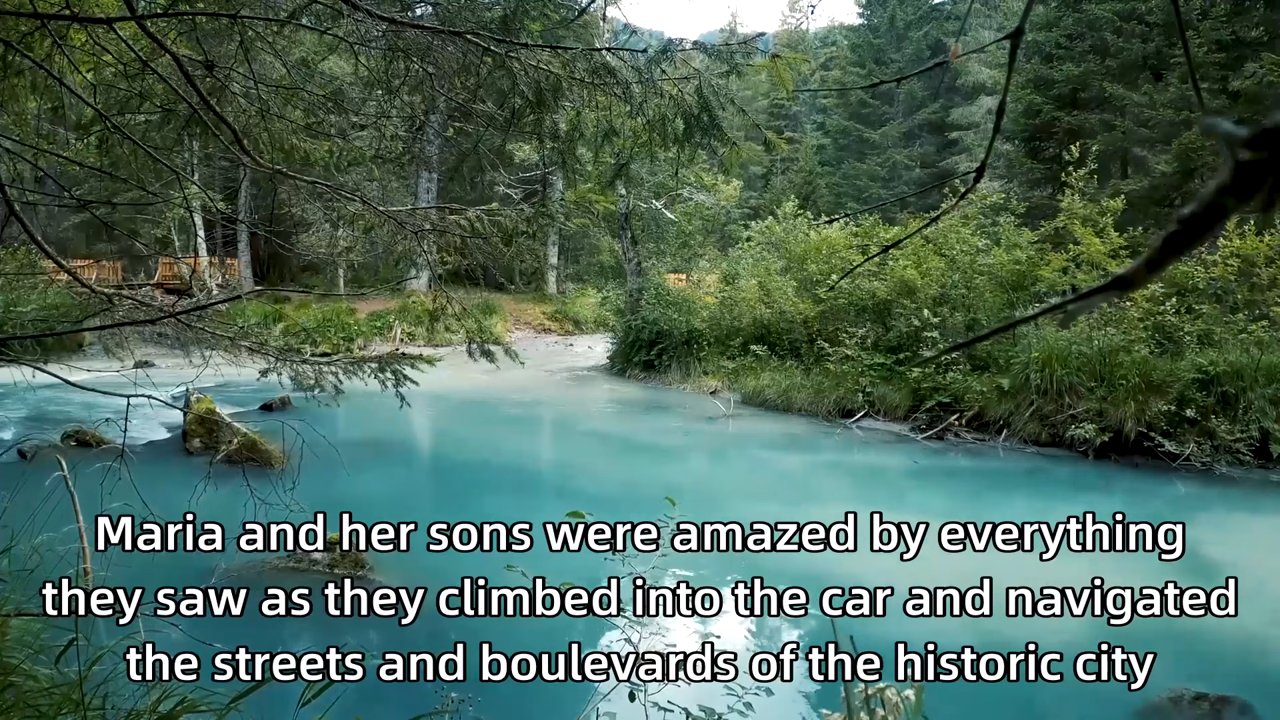 Maria and her sons were amazed by everything
they saw as they climbed into the car and navigated
the streets and boulevards of the historic city